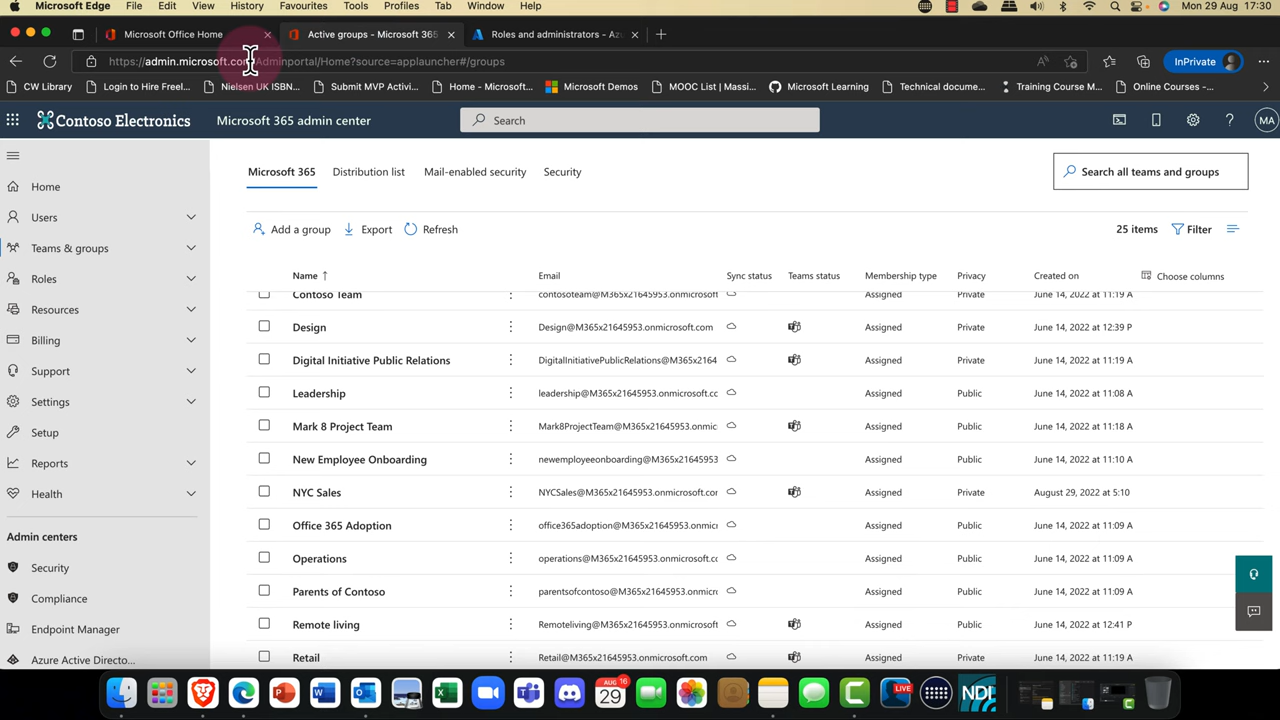 Microsoft Edge File Edit View History Favourites Tools Profiles Tab Window Help Mon 29 Aug 17:30
Microsoft Office Home Active groups - Microsoft 365 Roles and administrators - Azu
https://admin.microsoft.com/Adminportal/Home?source=applauncher#/groups InPrivate
CW Library Login to Hire Freel... Nielsen UK ISBN... Submit MVP Activi... Home - Microsoft... Microsoft Demos MOOC List | Massi... Microsoft Learning Technical docume... Training Course M... Online Courses -...
Contoso Electronics Microsoft 365 admin center Search MA
Home
Users
Teams & groups
Roles
Resources
Billing
Support
Settings
Setup
Reports
Health
Admin centers
Security
Compliance
Endpoint Manager
Azure Active Directo...
Microsoft 365 Distribution list Mail-enabled security Security Search all teams and groups
Add a group Export Refresh 25 items Filter
Name ↑ Email Sync status Teams status Membership type Privacy Created on Choose columns
Contoso Team contosoteam@M365x21645953.onmicrosoft Assigned Private June 14, 2022 at 11:19 A
Design Design@M365x21645953.onmicrosoft.com Assigned Private June 14, 2022 at 12:39 P
Digital Initiative Public Relations DigitalInitiativePublicRelations@M365x2164 Assigned Private June 14, 2022 at 11:19 A
Leadership leadership@M365x21645953.onmicrosoft.cc Assigned Public June 14, 2022 at 11:08 A
Mark 8 Project Team Mark8ProjectTeam@M365x21645953.onmicr Assigned Public June 14, 2022 at 11:18 A
New Employee Onboarding newemployeeonboarding@M365x21645953 Assigned Public June 14, 2022 at 11:10 A
NYC Sales NYCSales@M365x21645953.onmicrosoft.com Assigned Private August 29, 2022 at 5:10
Office 365 Adoption office365adoption@M365x21645953.onmicr Assigned Public June 14, 2022 at 11:09 A
Operations operations@M365x21645953.onmicrosoft.cc Assigned Public June 14, 2022 at 11:09 A
Parents of Contoso parentsofcontoso@M365x21645953.onmicro Assigned Public June 14, 2022 at 11:09 A
Remote living Remoteliving@M365x21645953.onmicrosoft. Assigned Private June 14, 2022 at 12:41 P
Retail Retail@M365x21645953.onmicrosoft.com Assigned Private June 14, 2022 at 11:19 A
AUG 29 16 LIVE NDI